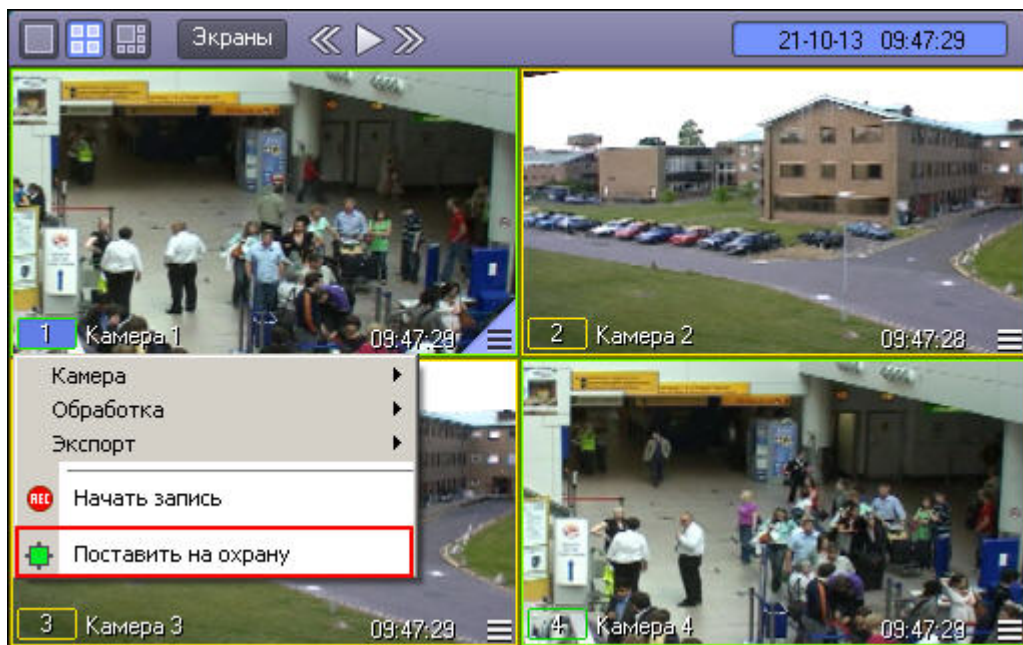 Экраны
21-10-13 09:47:29
1 Камера 1 09:47:29
2 Камера 2 09:47:28
Камера
Обработка
Экспорт
REC Начать запись
Поставить на охрану
3 Камера 3 09:47:29
4 Камера 4 09:47:29